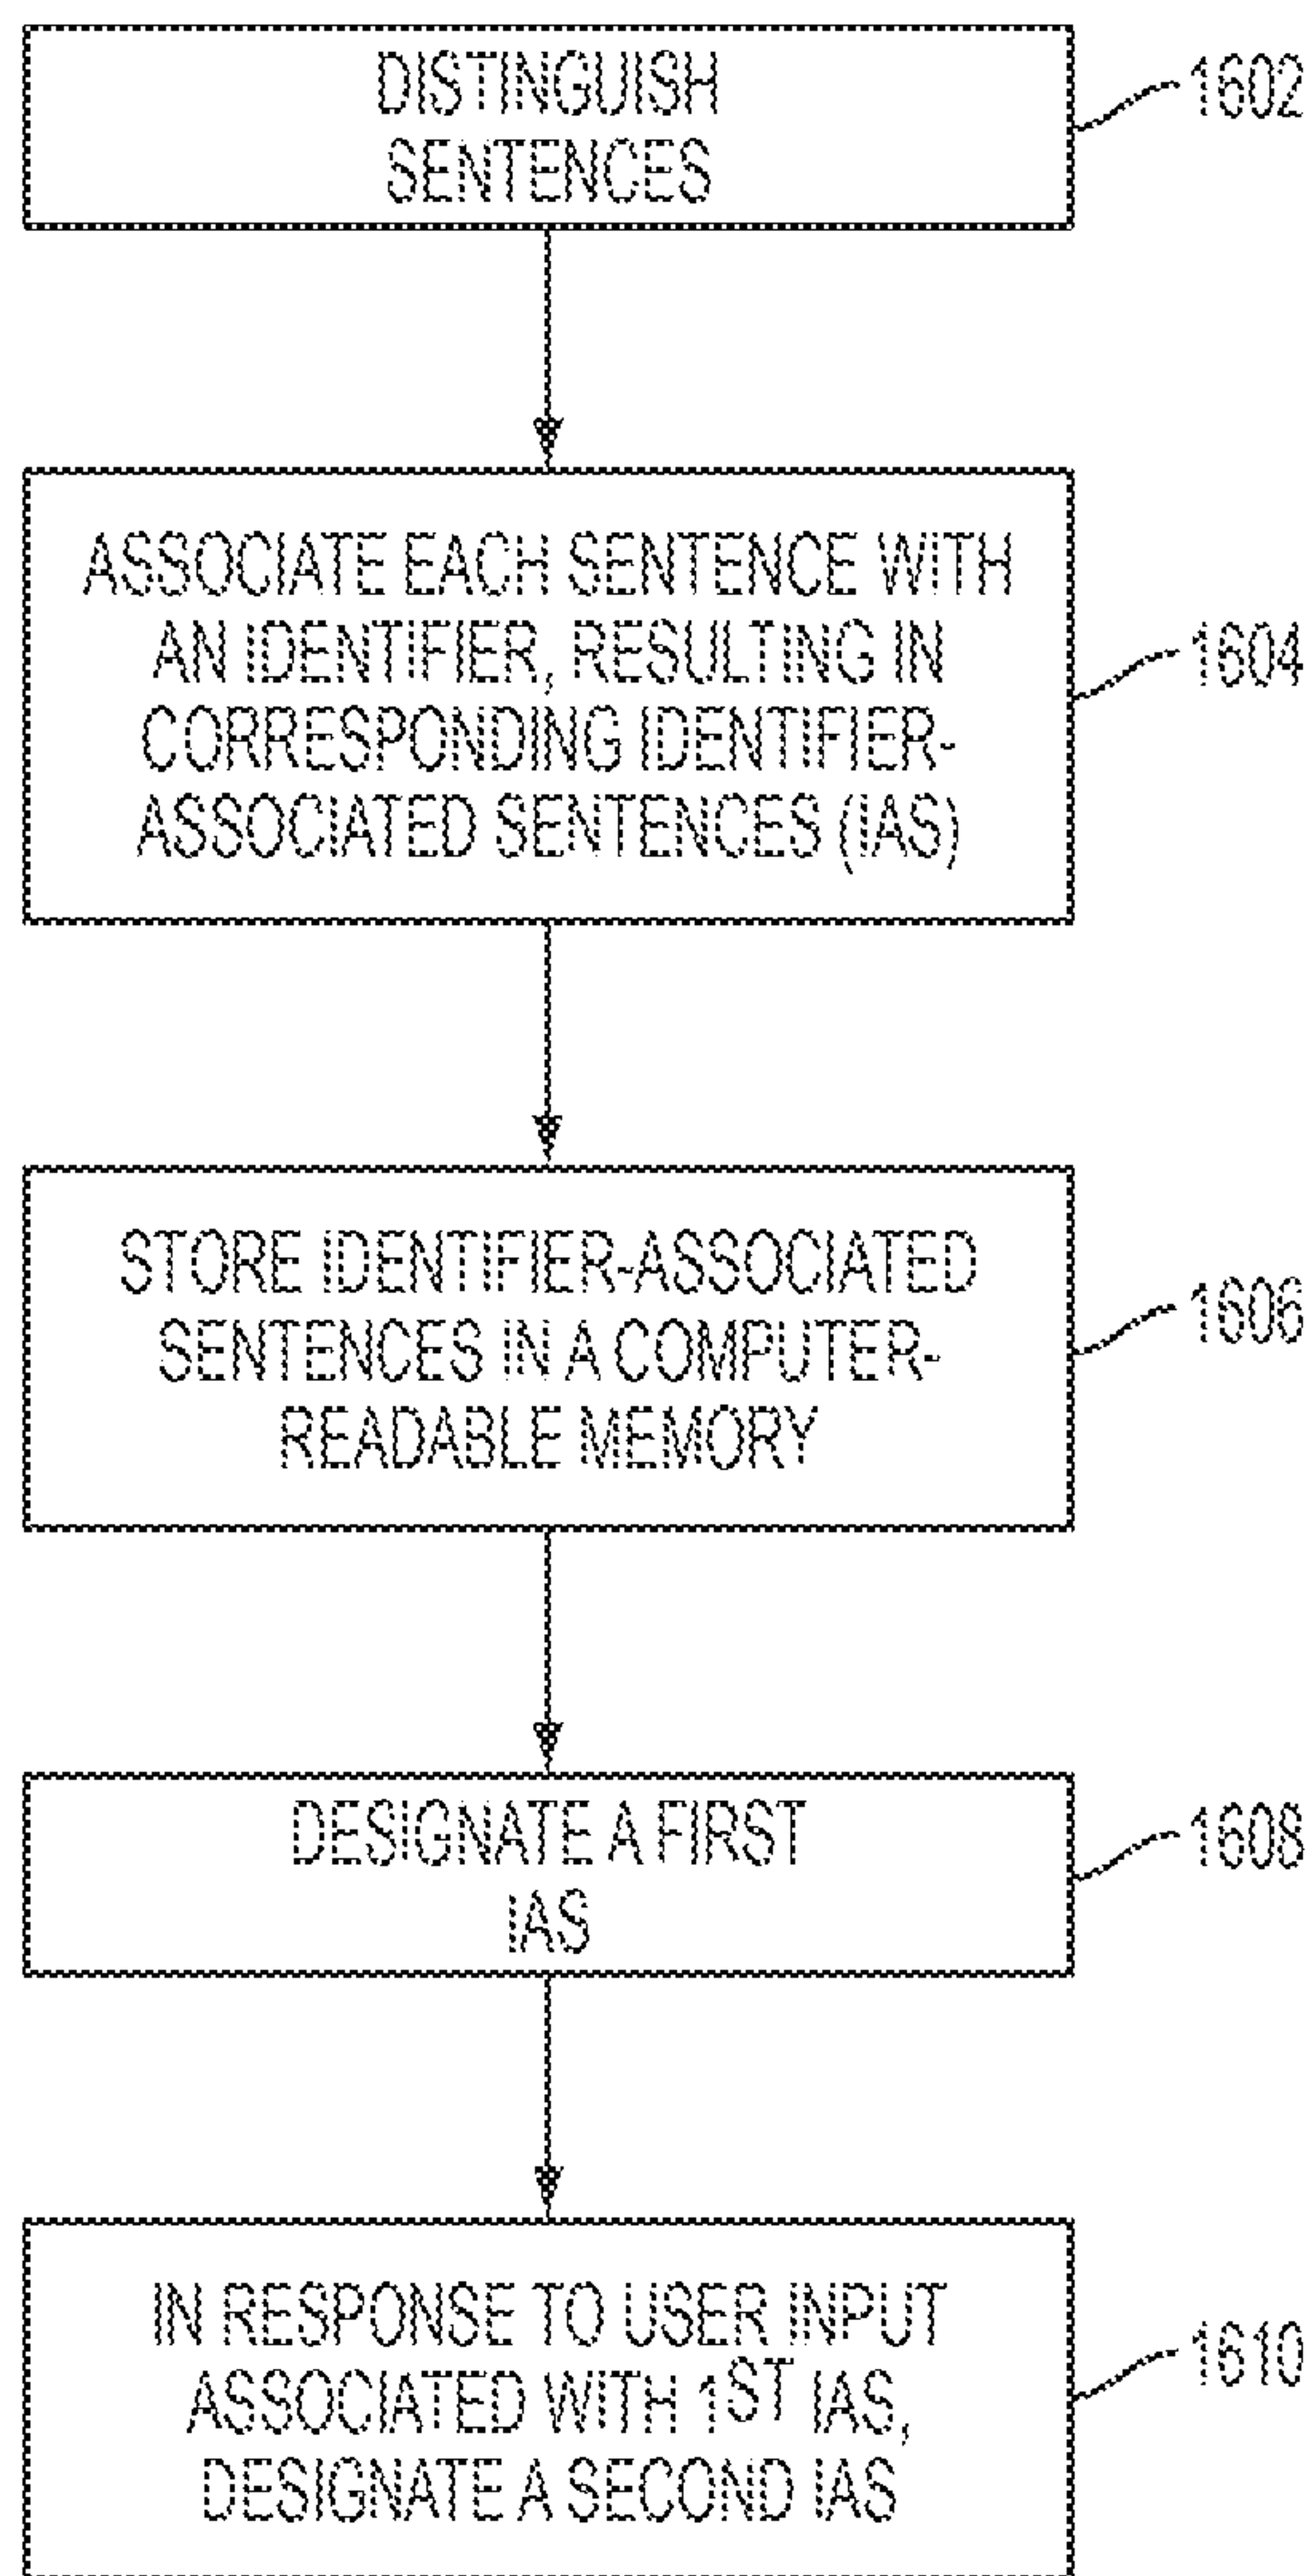 DISTINGUISH
SENTENCES
1602
ASSOCIATE EACH SENTENCE WITH
AN IDENTIFIER, RESULTING IN
CORRESPONDING IDENTIFIER-
ASSOCIATED SENTENCES (IAS)
1604
STORE IDENTIFIER-ASSOCIATED
SENTENCES IN A COMPUTER-
READABLE MEMORY
1606
DESIGNATE A FIRST
IAS
1608
IN RESPONSE TO USER INPUT
ASSOCIATED WITH 1ST IAS,
DESIGNATE A SECOND IAS
1610